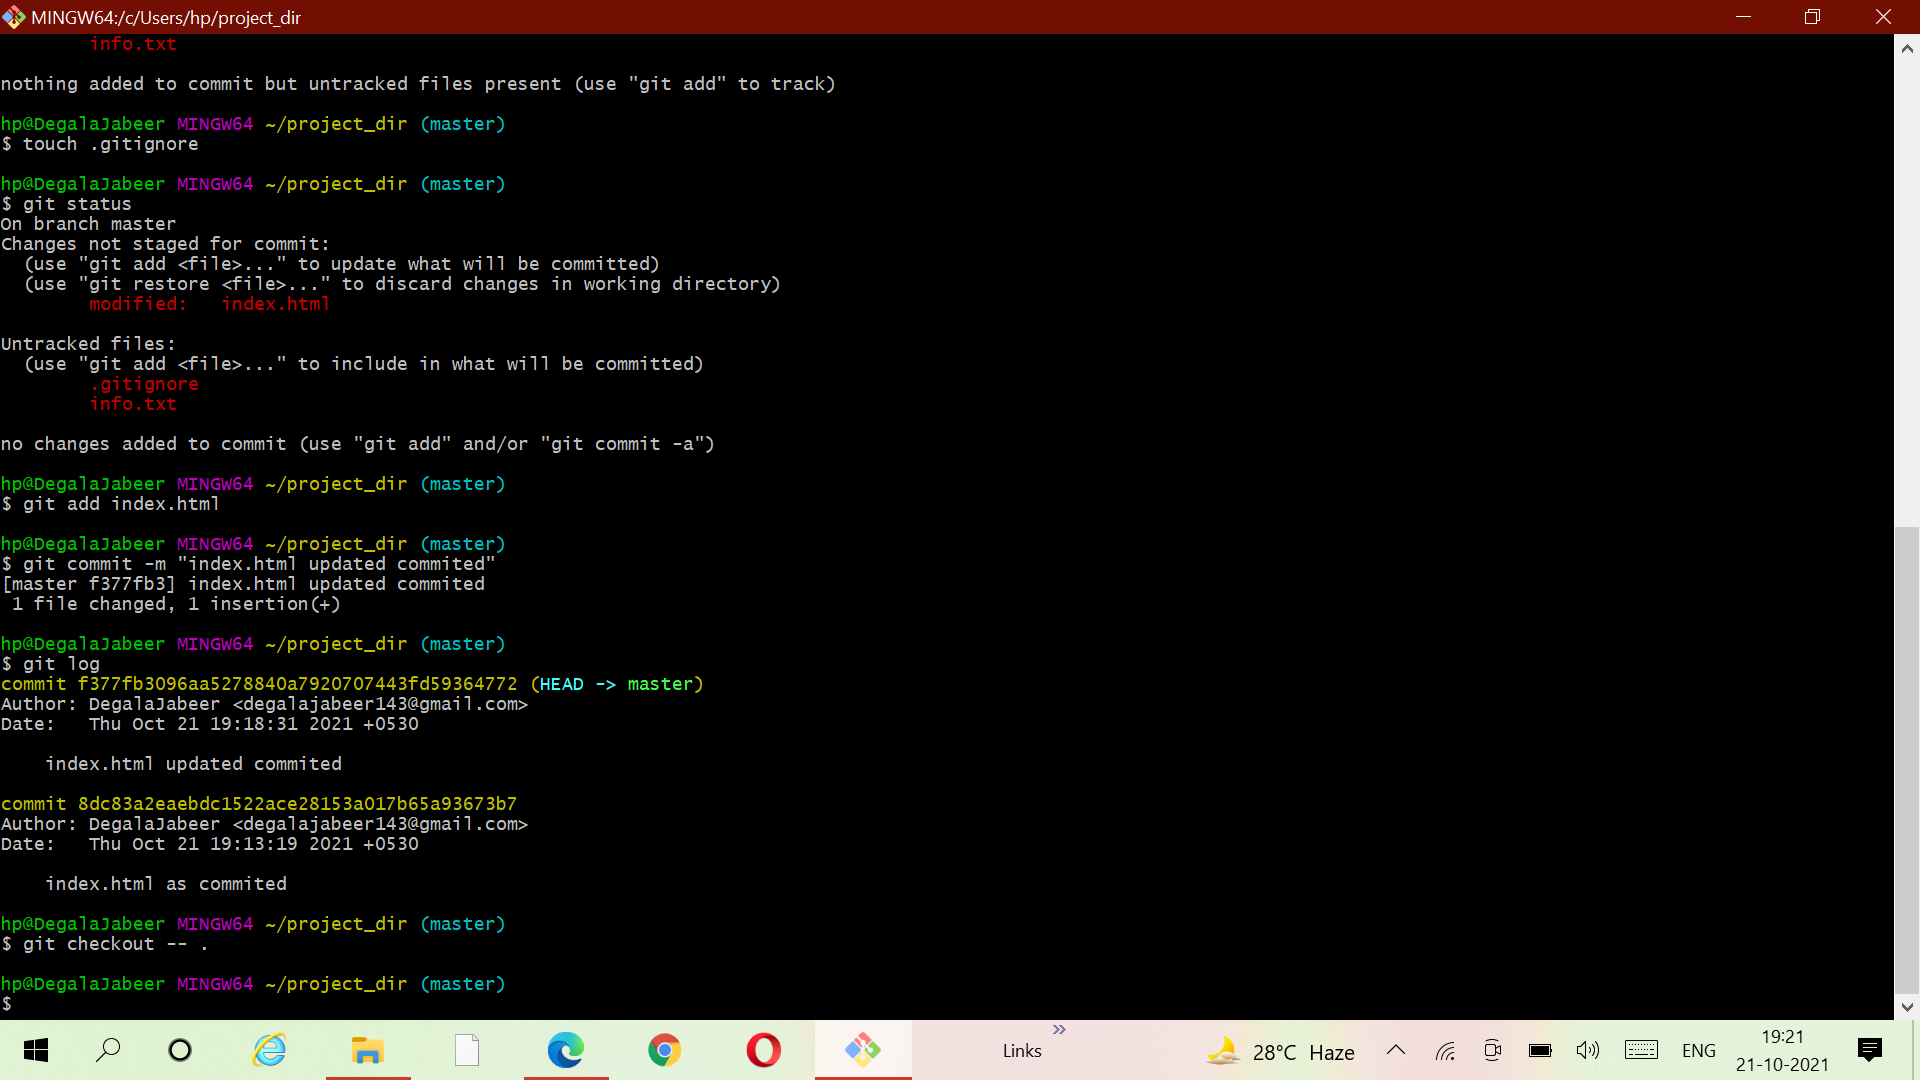 MINGW64:/c/Users/hp/project_dir
        info.txt
nothing added to commit but untracked files present (use "git add" to track)
hp@DegalaJabeer MINGW64 ~/project_dir (master)
$ touch .gitignore
hp@DegalaJabeer MINGW64 ~/project_dir (master)
$ git status
On branch master
Changes not staged for commit:
  (use "git add <file>..." to update what will be committed)
  (use "git restore <file>..." to discard changes in working directory)
        modified:   index.html
Untracked files:
  (use "git add <file>..." to include in what will be committed)
        .gitignore
        info.txt
no changes added to commit (use "git add" and/or "git commit -a")
hp@DegalaJabeer MINGW64 ~/project_dir (master)
$ git add index.html
hp@DegalaJabeer MINGW64 ~/project_dir (master)
$ git commit -m "index.html updated commited"
[master f377fb3] index.html updated commited
 1 file changed, 1 insertion(+)
hp@DegalaJabeer MINGW64 ~/project_dir (master)
$ git log
commit f377fb3096aa5278840a7920707443fd59364772 (HEAD -> master)
Author: DegalaJabeer <degalajabeer143@gmail.com>
Date:   Thu Oct 21 19:18:31 2021 +0530
    index.html updated commited
commit 8dc83a2eaebdc1522ace28153a017b65a93673b7
Author: DegalaJabeer <degalajabeer143@gmail.com>
Date:   Thu Oct 21 19:13:19 2021 +0530
    index.html as commited
hp@DegalaJabeer MINGW64 ~/project_dir (master)
$ git checkout -- .
hp@DegalaJabeer MINGW64 ~/project_dir (master)
$
Links
28°C Haze
ENG
19:21
21-10-2021